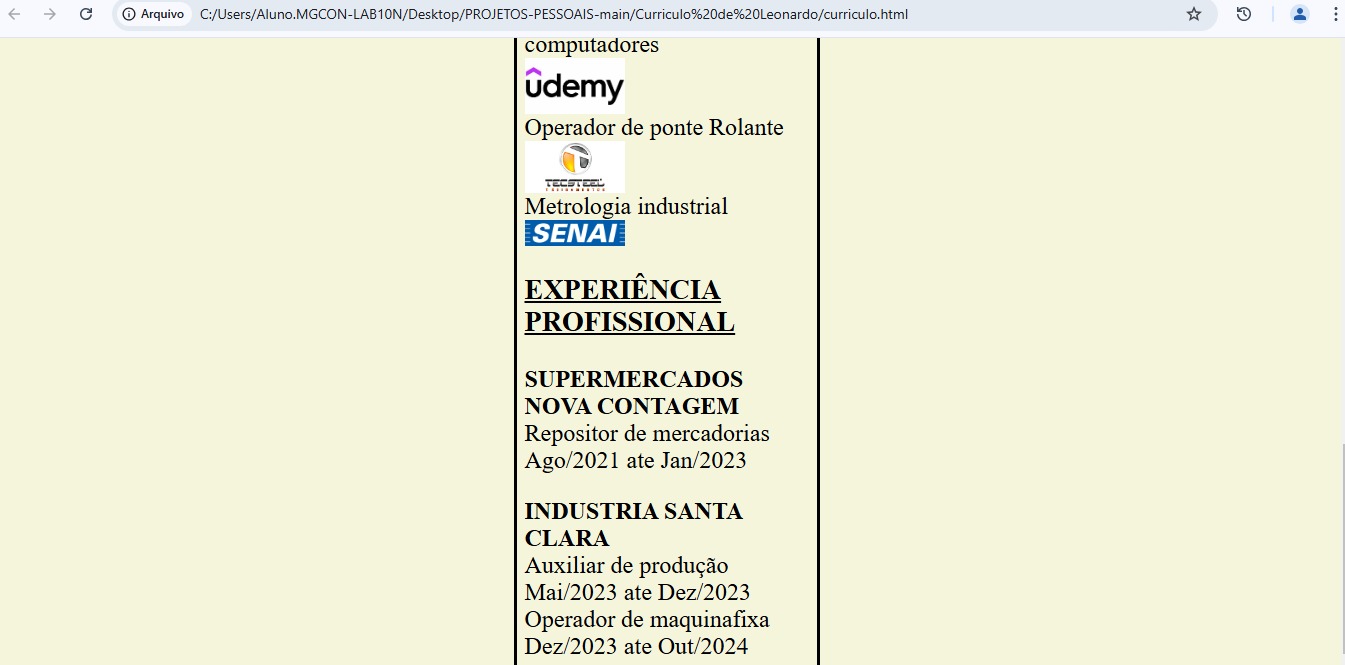 Arquivo C:/Users/Aluno.MGCON-LAB10N/Desktop/PROJETOS-PESSOAIS-main/Curriculo%20de%20Leonardo/curriculo.html
computadores
ûdemy
Operador de ponte Rolante
T
TECSTEEL
TREINAMENTOS
Metrologia industrial
SENAI
EXPERIÊNCIA
PROFISSIONAL
SUPERMERCADOS
NOVA CONTAGEM
Repositor de mercadorias
Ago/2021 ate Jan/2023
INDUSTRIA SANTA
CLARA
Auxiliar de produção
Mai/2023 ate Dez/2023
Operador de maquinafixa
Dez/2023 ate Out/2024